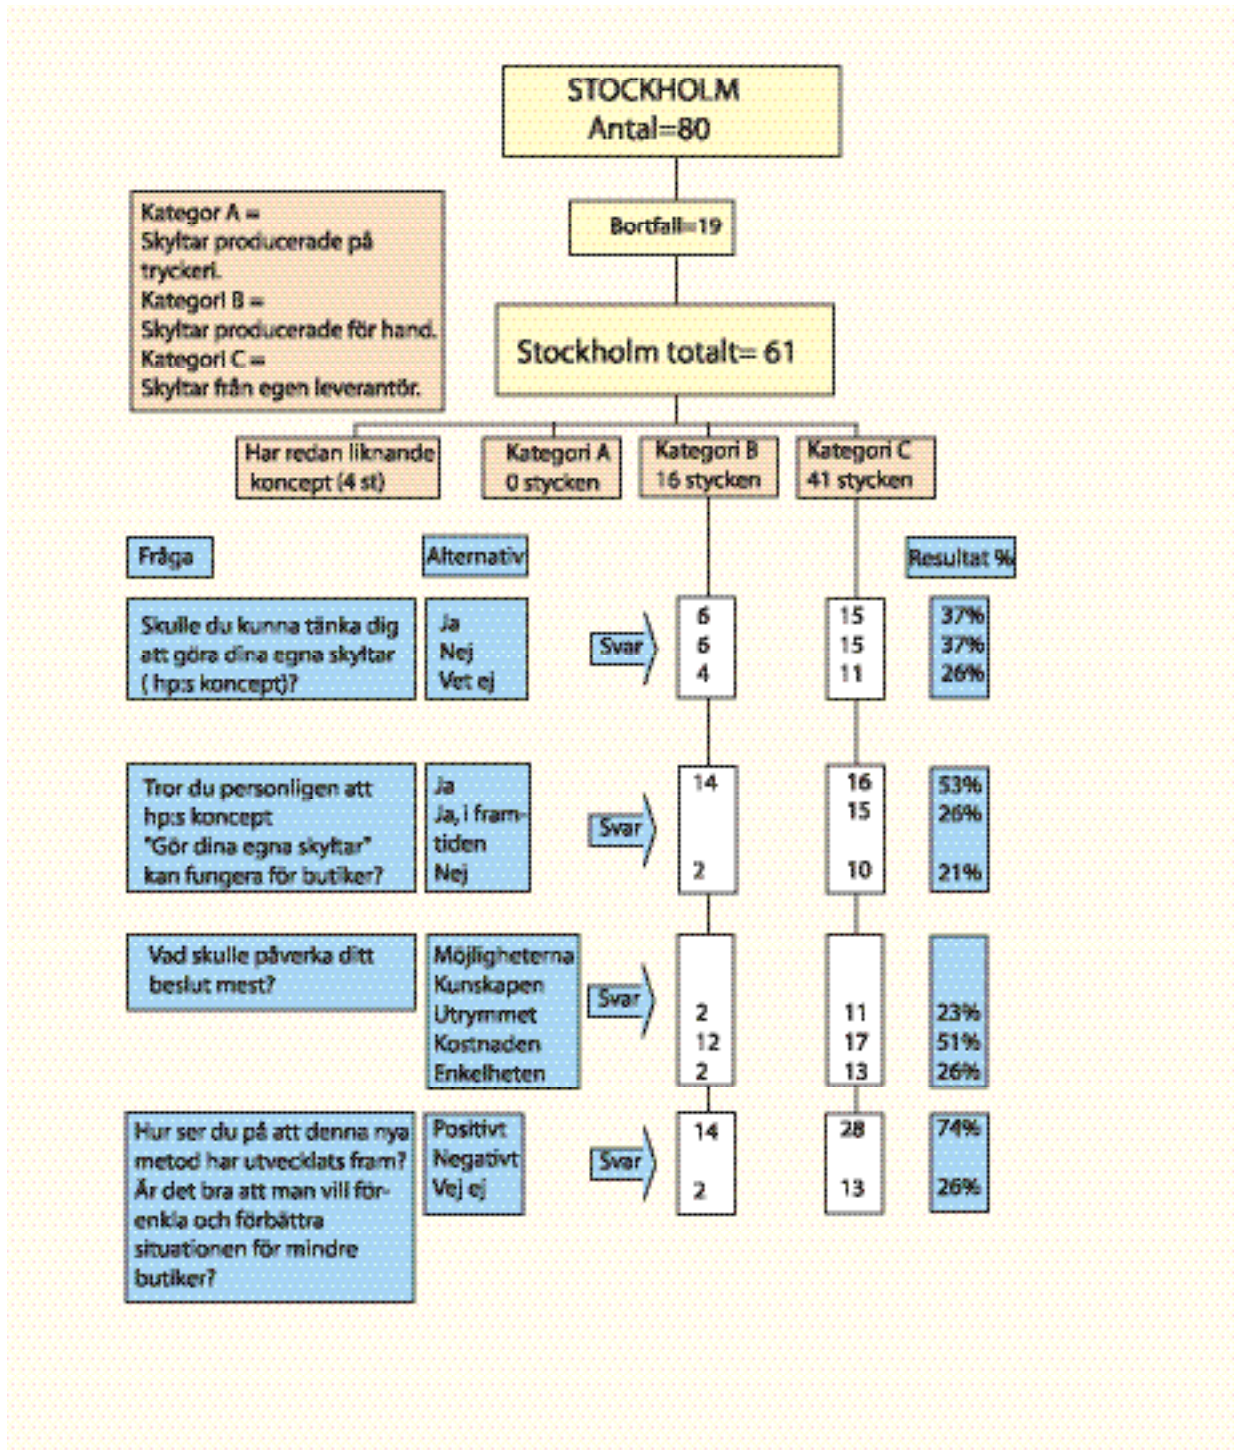 STOCKHOLM
Antal=80
Bortfall=19
Stockholm totalt= 61
Kategor A =
Skyltar producerade på
tryckeri.
Kategori B =
Skyltar producerade för hand.
Kategori C =
Skyltar från egen leverantör.
Har redan liknande
koncept (4 st)
Kategori A
0 stycken
Kategori B
16 stycken
Kategori C
41 stycken
Fråga
Alternativ
Resultat %
Skulle du kunna tänka dig
att göra dina egna skyltar
( hp:s koncept)?
Ja
Nej
Vet ej
Svar
6
6
4
15
15
11
37%
37%
26%
Tror du personligen att
hp:s koncept
"Gör dina egna skyltar"
kan fungera för butiker?
Ja
Ja, i fram-
tiden
Nej
Svar
14
2
16
15
10
53%
26%
21%
Vad skulle påverka ditt
beslut mest?
Möjligheterna
Kunskapen
Utrymmet
Kostnaden
Enkelheten
Svar
2
12
2
11
17
13
23%
51%
26%
Hur ser du på att denna nya
metod har utvecklats fram?
Är det bra att man vill för-
enkla och förbättra
situationen för mindre
butiker?
Positivt
Negativt
Vej ej
Svar
14
2
28
13
74%
26%